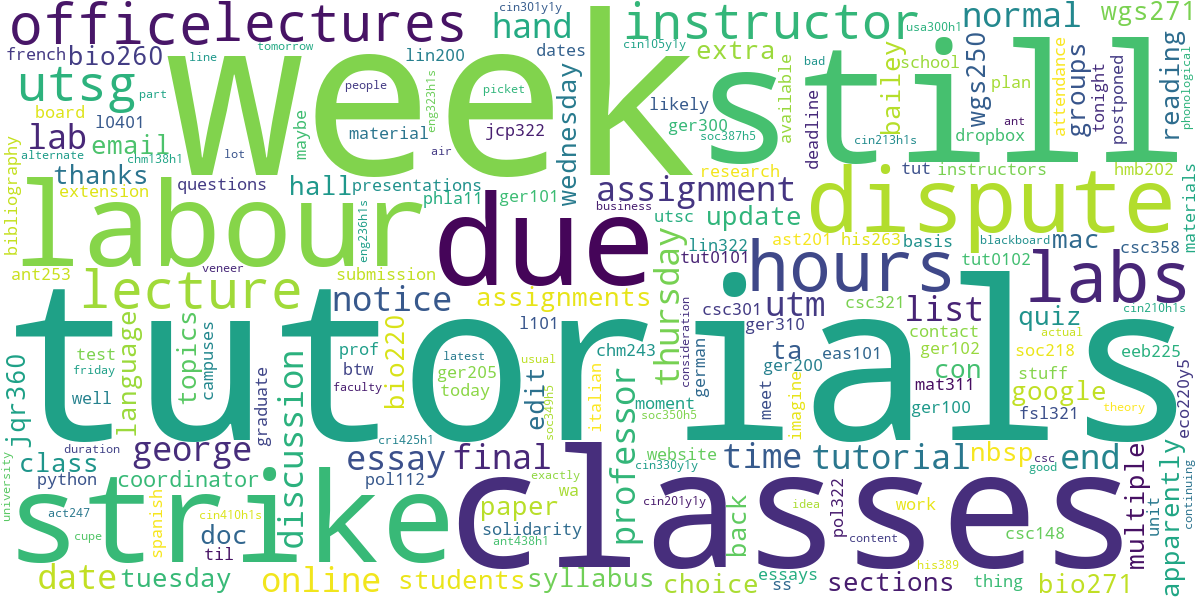 office
lectures
cin301y1y
hand
instructor
usa300h1
normal
wgs271
french
bio260
tomorrow
line
lin200
dates
cin105y1y
extra
bailey
school
wgs250
attendance
groups
tonight
postponed
reading
phonological
utsg
week
still
part
people
picket
eng323h1s
likely
ger300
soc387h5
available
deadline
bad
plan
dropbox
ant
board
l0401
maybe
material
jcp322
wednesday
cin213h1s
lab
email
alternate
chm138h1
lot
air
research
tut
instructors
hmb202
bibliography
thanks
extension
questions
hall
presentations
phla11
ger101
business
assignment
dispute
materials
labour
eng236h1s
due
utsc
update
ast201
his263
basis
blackboard
mac
csc358
ant253
veneer
submission
lin322
tut0101
hours
tut0102
labs
lecture
notice
assignments
thursday
consideration
csc301
utm
csc321
list
quiz
cin210h1s
tutorials
language
topics
campuses
l101
ger310
contact
actual
jqr360
test
friday
well
prof
btw
faculty
bio220
latest
ger205
today
usual
edit
soc349h5
italian
chm243
german
ta
ger200
eas101
ger102
con
soc218
stuff
eeb225
eco220y5
graduate
discussion
moment
soc350h5
meet
imagine
mat311
ger100
google
fsl321
theory
george
duration
cri425h1
essay
final
professor
website
cin330y1y
time
tutorial
nbsp
csc
good
end
multiple
apparently
university
class
python
coordinator
pol112
exactly
wa
cin201y1y
idea
work
unit
continuing
strike
classes
act247
spanish
cin410h1s
paper
solidarity
back
pol322
content
csc148
cupe
doc
til
ant438h1
his389
date
tuesday
online
students
syllabus
choice
essays
ss
sections
thing
bio271